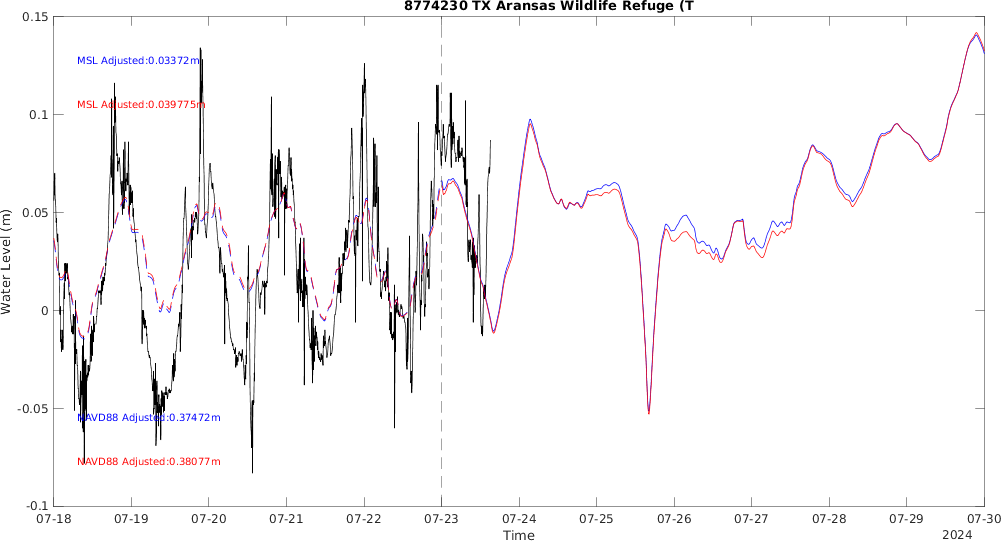 8774230 TX Aransas Wildlife Refuge (T
0.15
MSL Adjusted:0.03372m
MSL Adjusted:0.039775m
0.1
0.05
Water Level (m)
0
-0.05
NAVD88 Adjusted:0.37472m
NAVD88 Adjusted:0.38077m
-0.1
07-18 07-19 07-20 07-21 07-22 07-23 07-24 07-25 07-26 07-27 07-28 07-29 07-30
Time
2024